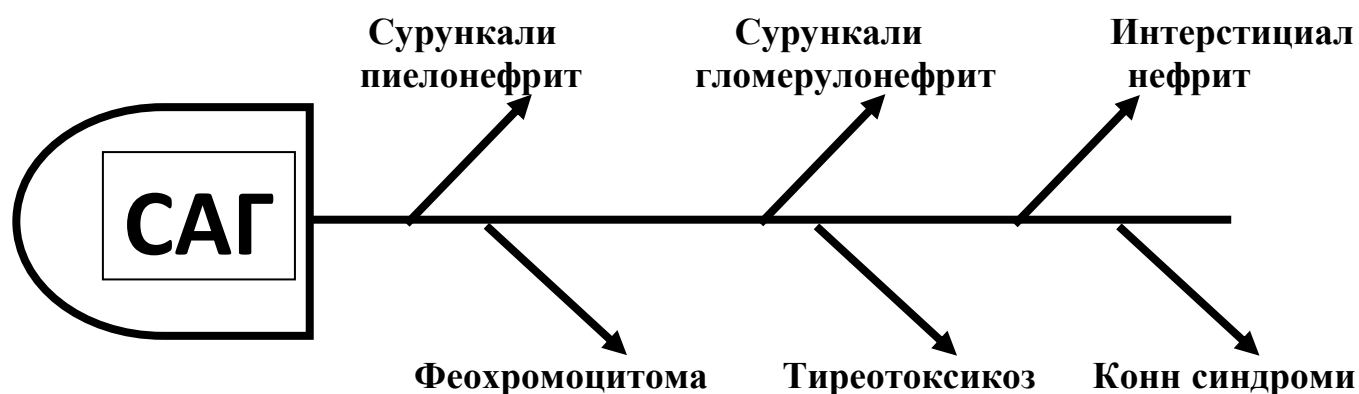 Сурункали
пиелонефрит
Сурункали
гломерулонефрит
Интерстициал
нефрит
САГ
Феохромоцитома
Тиреотоксикоз
Конн синдроми